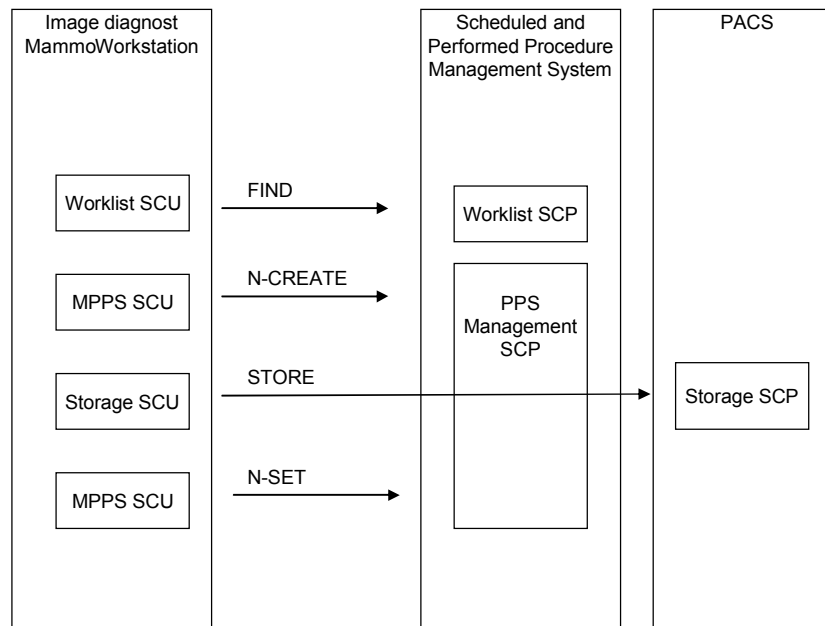 Image diagnost
MammoWorkstation
Scheduled and
Performed Procedure
Management System
PACS
Worklist SCU
FIND
Worklist SCP
MPPS SCU
N-CREATE
PPS
Management
SCP
Storage SCU
STORE
Storage SCP
MPPS SCU
N-SET